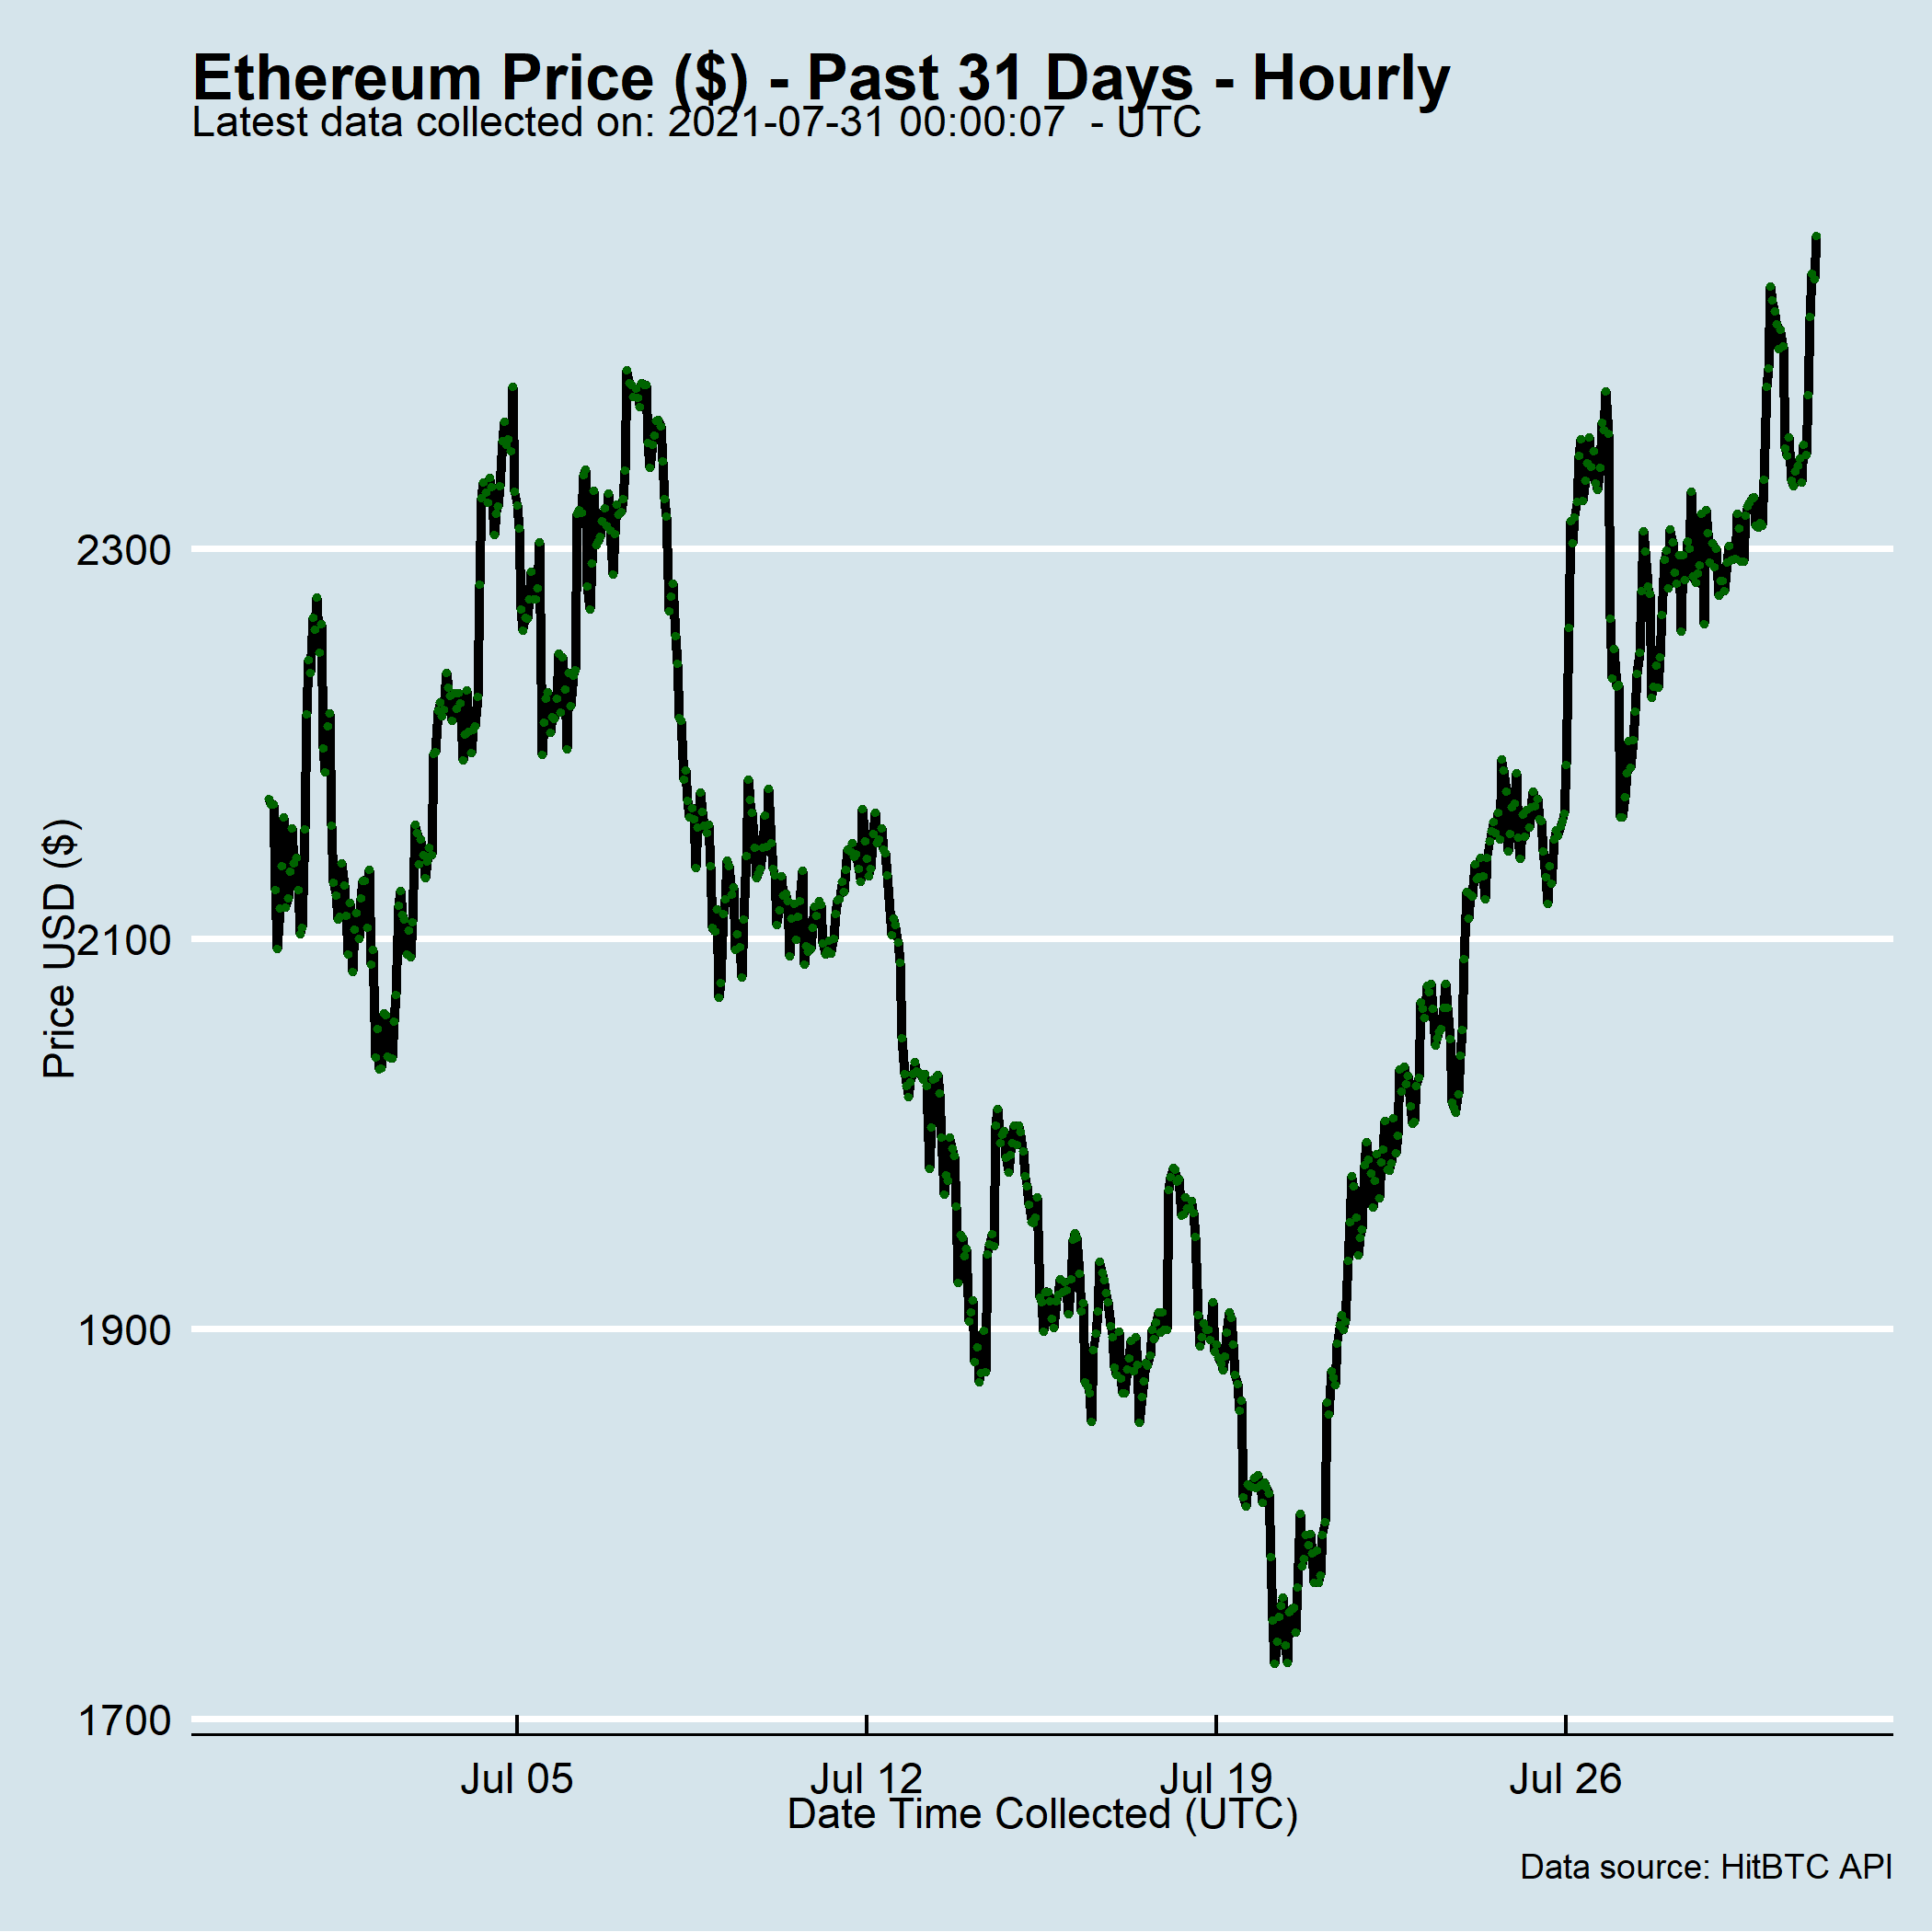 Ethereum Price ($) - Past 31 Days - Hourly
Latest data collected on: 2021-07-31 00:00:07  - UTC
Price USD ($)
2300
2100
1900
1700
Jul 05 Jul 12 Jul 19 Jul 26
Date Time Collected (UTC)
Data source: HitBTC API